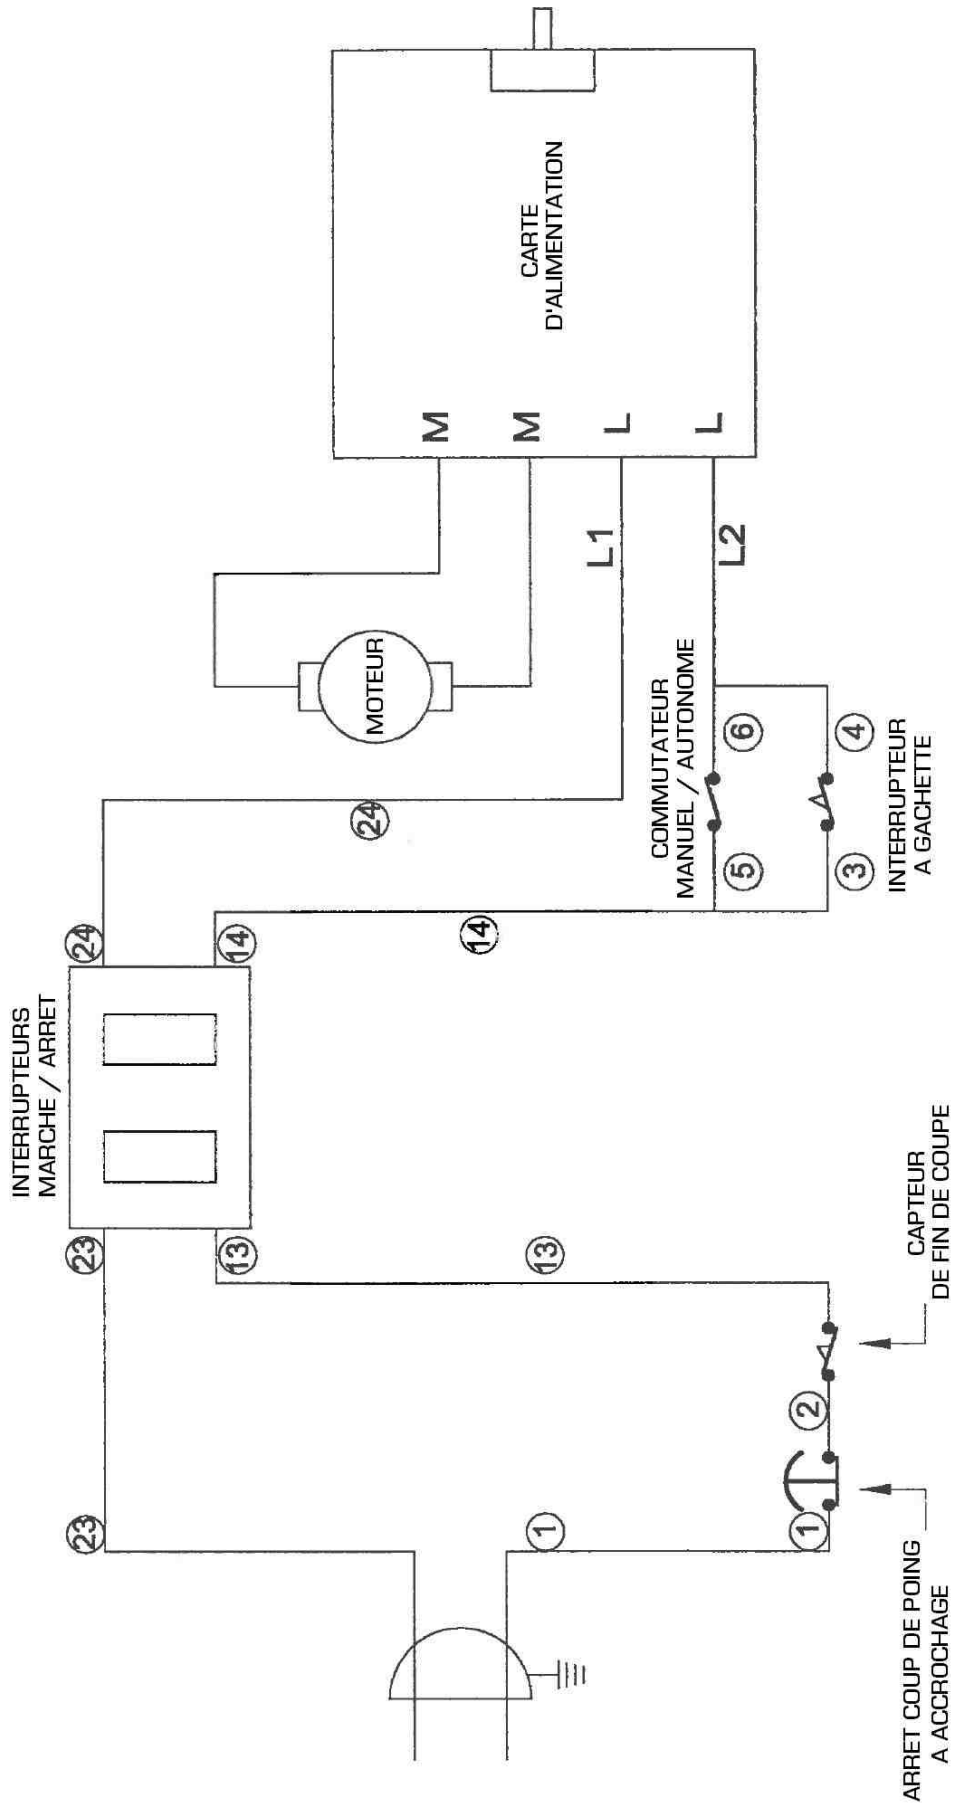 INTERRUPTEURS
MARCHE / ARRET
23
23
24
13
14
13
14
24
1
1
2
MOTEUR
M
M
L
L
L1
L2
CARTE
D'ALIMENTATION
COMMUTATEUR
MANUEL / AUTONOME
5
6
3
4
INTERRUPTEUR
A GACHETTE
CAPTEUR
DE FIN DE COUPE
ARRET COUP DE POING
A ACCROCHAGE